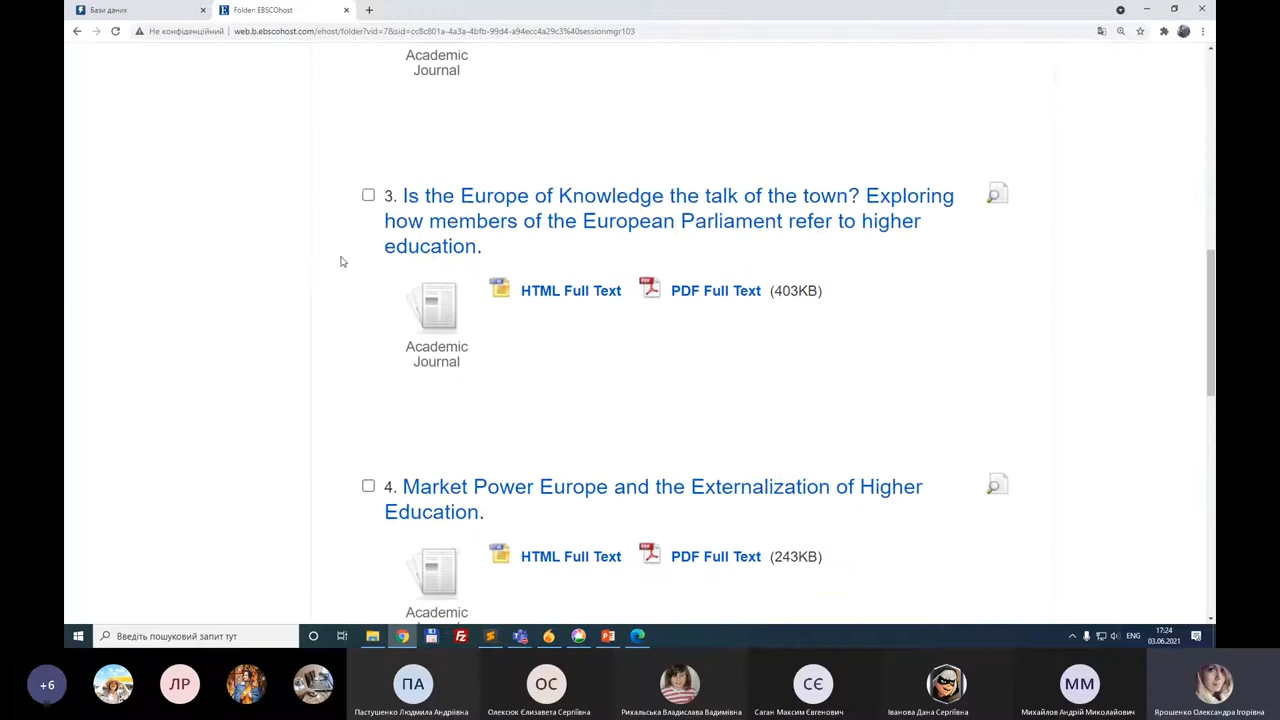 Бази даних
Folder: EBSCOhost
Не конфіденційний
web.b.ebscohost.com/ehost/folder?vid=7&sid=cc8c801a-4a3a-4bfb-99d4-a94ecc4a29c3%40sessionmgr103
Academic
Journal
3. Is the Europe of Knowledge the talk of the town? Exploring
how members of the European Parliament refer to higher
education.
HTML Full Text
PDF Full Text (403KB)
Academic
Journal
4. Market Power Europe and the Externalization of Higher
Education.
HTML Full Text
PDF Full Text (243KB)
Academic
Введіть пошуковий запит тут
ENG
17:24
03.06.2021
+6
ЛР
ПА
Пастушенко Людмила Андріївна
ОС
Олексюк Єлизавета Сергіївна
Рихальська Владислава Вадимівна
СЄ
Саган Максим Євгенович
Іванова Дана Сергіївна
ММ
Михайлов Андрій Миколайович
Ярошенко Олександра Ігорівна